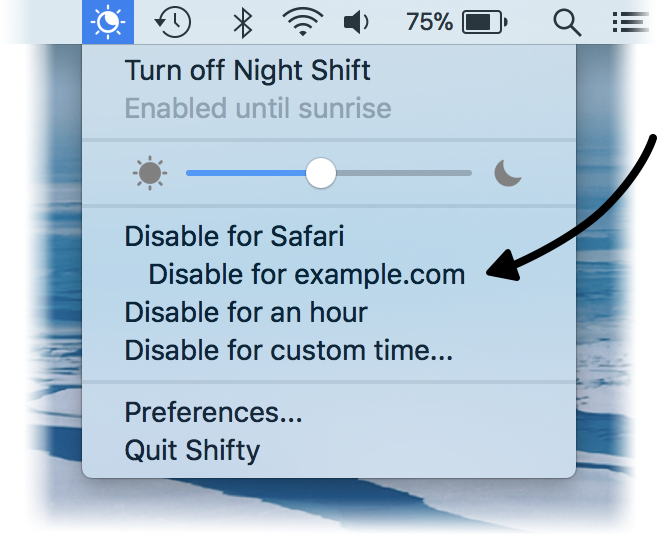 75%
Turn off Night Shift
Enabled until sunrise
Disable for Safari
Disable for example.com
Disable for an hour
Disable for custom time...
Preferences...
Quit Shifty